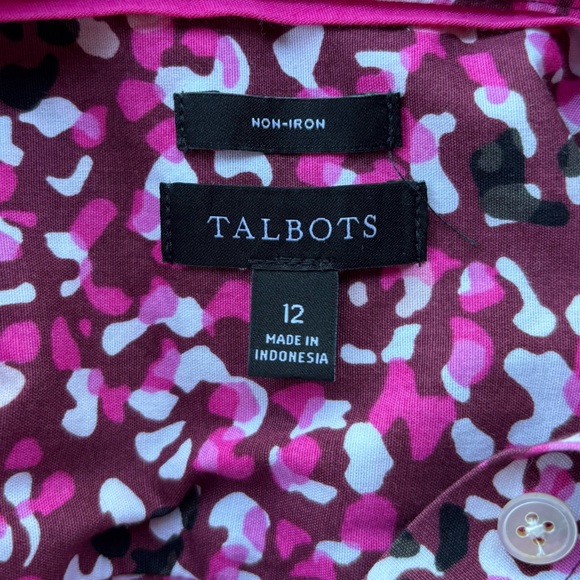 NON-IRON
TALBOTS
12
MADE IN
INDONESIA